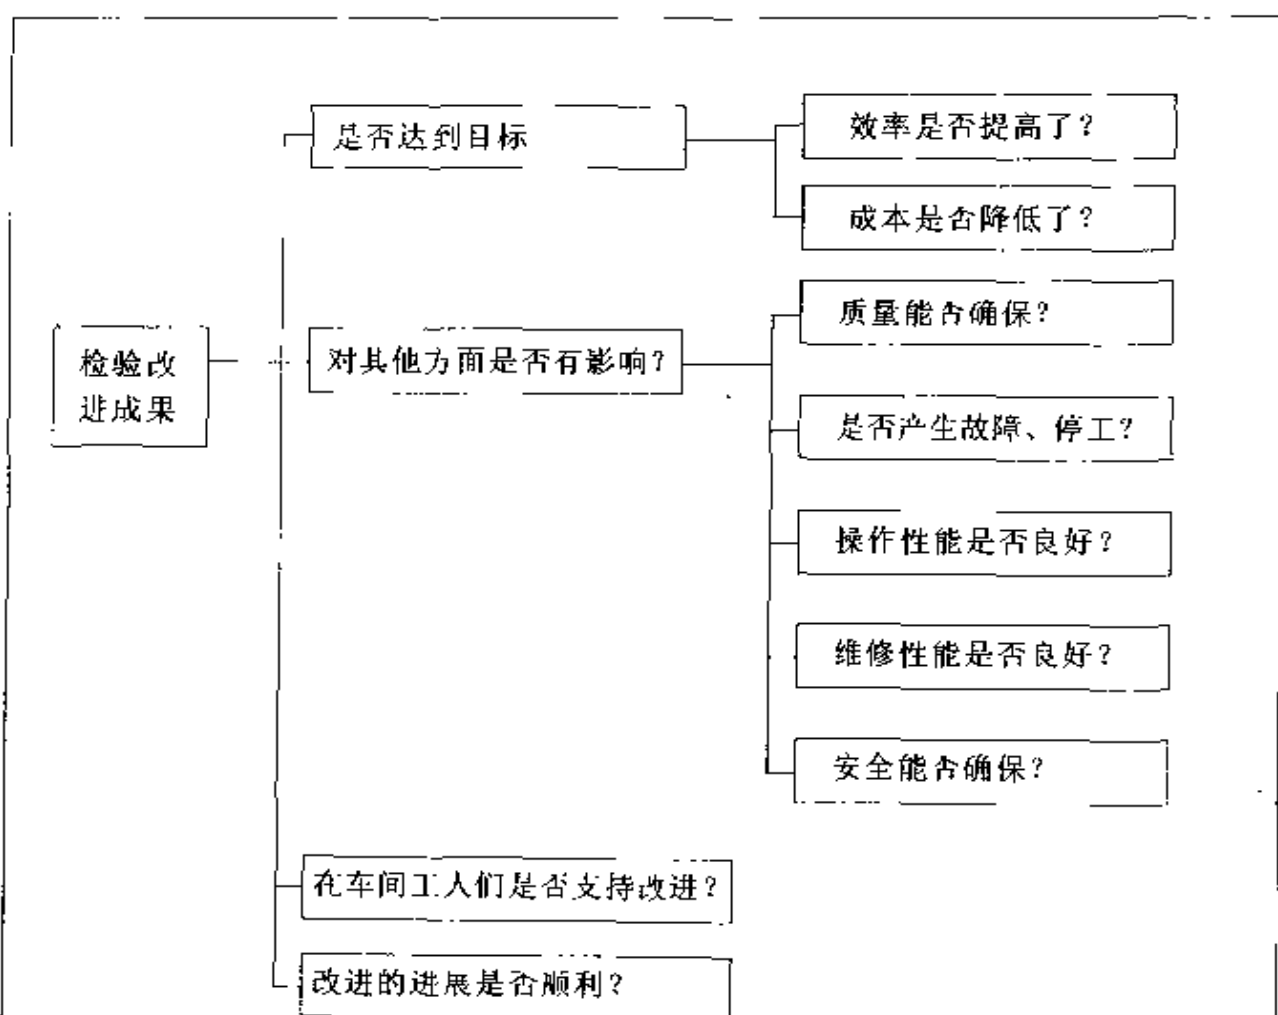 是否达到目标
效率是否提高了?
成本是否降低了?
检验改
进成果
对其他方面是否有影响?
质量能否确保?
是否产生故障、停工?
操作性能是否良好?
维修性能是否良好?
安全能否确保?
在车间工人们是否支持改进?
改进的进展是否顺利?